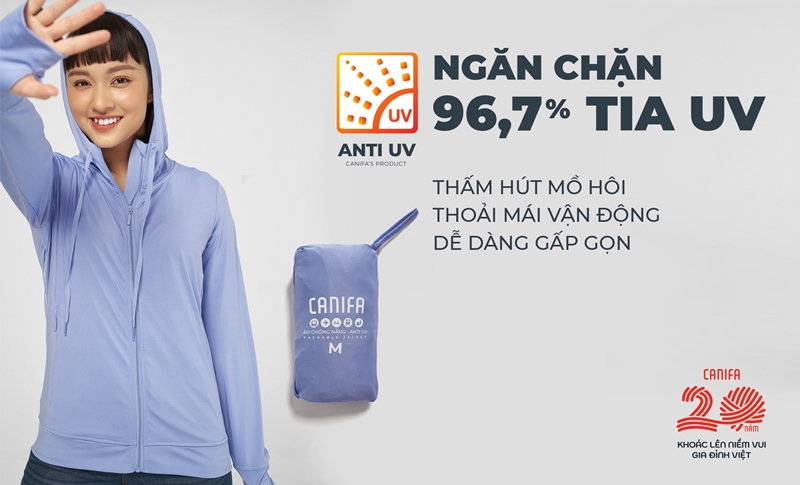 UV
ANTI UV
CANIFA'S PRODUCT
NGĂN CHẶN
96,7% TIA UV
THẤM HÚT MỒ HÔI
THOẢI MÁI VẬN ĐỘNG
DỄ DÀNG GẤP GỌN
CANIFA
ÁO CHỐNG NẮNG - ANTI UV
PACKABLE JACKET
M
CANIFA
20
NĂM
KHOÁC LÊN NIỀM VUI
GIA ĐÌNH VIỆT